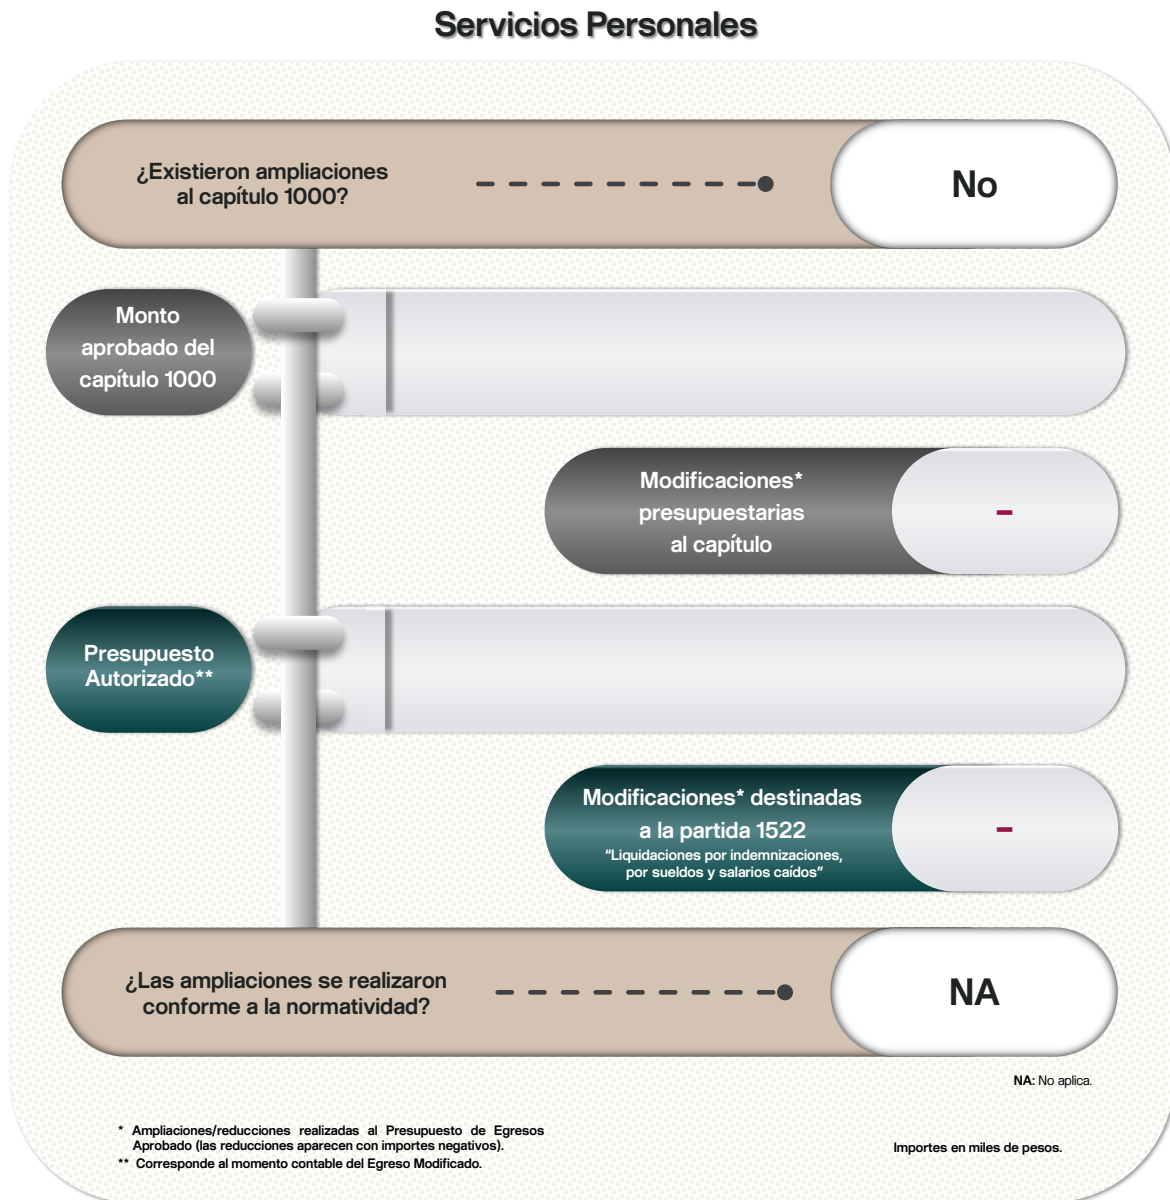 Servicios Personales
¿Existieron ampliaciones
al capítulo 1000?
No
Monto
aprobado del
capítulo 1000
Modificaciones*
presupuestarias
al capítulo
–
Presupuesto
Autorizado**
Modificaciones* destinadas
a la partida 1522
"Liquidaciones por indemnizaciones,
por sueldos y salarios caídos"
–
¿Las ampliaciones se realizaron
conforme a la normatividad?
NA
NA: No aplica.
* Ampliaciones/reducciones realizadas al Presupuesto de Egresos
Aprobado (las reducciones aparecen con importes negativos).
** Corresponde al momento contable del Egreso Modificado.
Importes en miles de pesos.